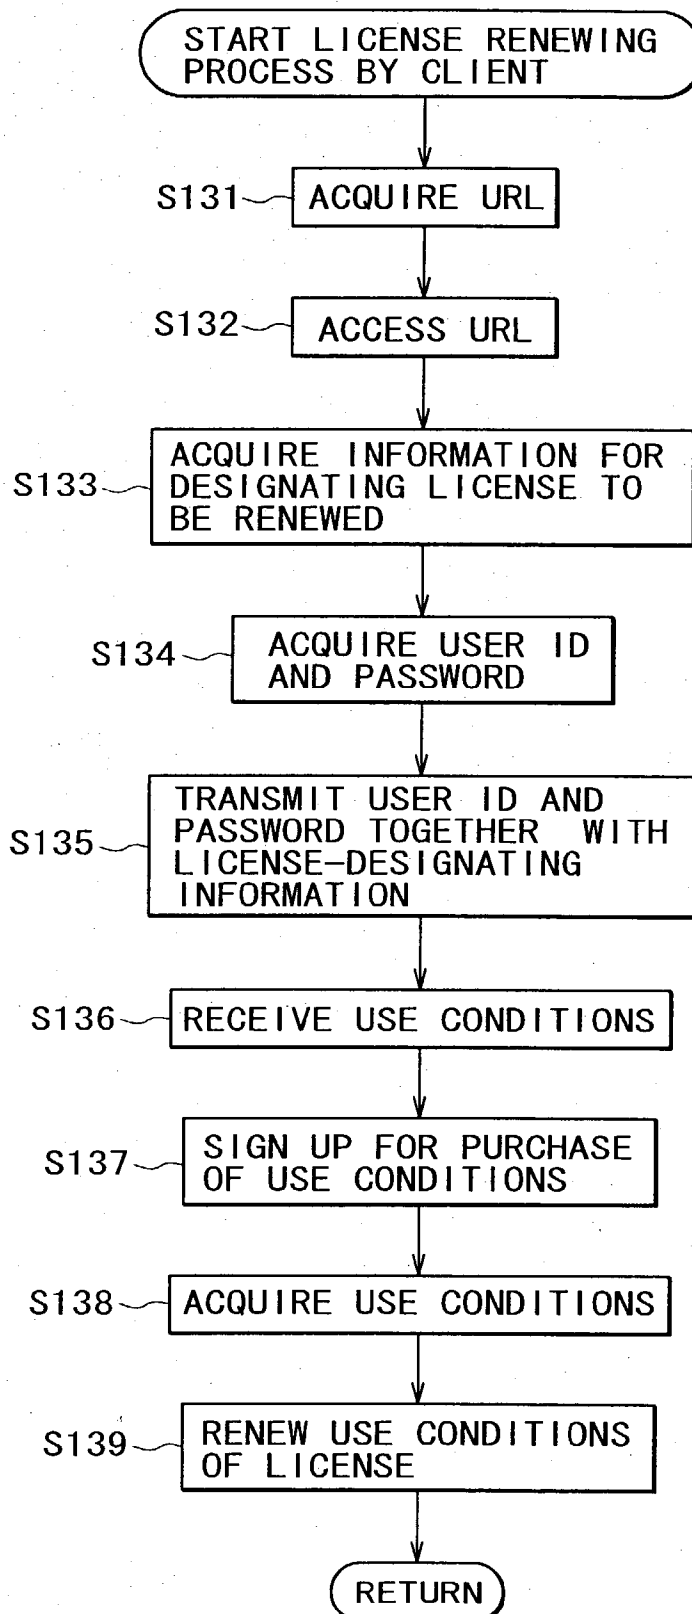 START LICENSE RENEWING
PROCESS BY CLIENT
S131
ACQUIRE URL
S132
ACCESS URL
S133
ACQUIRE INFORMATION FOR
DESIGNATING LICENSE TO
BE RENEWED
S134
ACQUIRE USER ID
AND PASSWORD
S135
TRANSMIT USER ID AND
PASSWORD TOGETHER WITH
LICENSE-DESIGNATING
INFORMATION
S136
RECEIVE USE CONDITIONS
S137
SIGN UP FOR PURCHASE
OF USE CONDITIONS
S138
ACQUIRE USE CONDITIONS
S139
RENEW USE CONDITIONS
OF LICENSE
RETURN